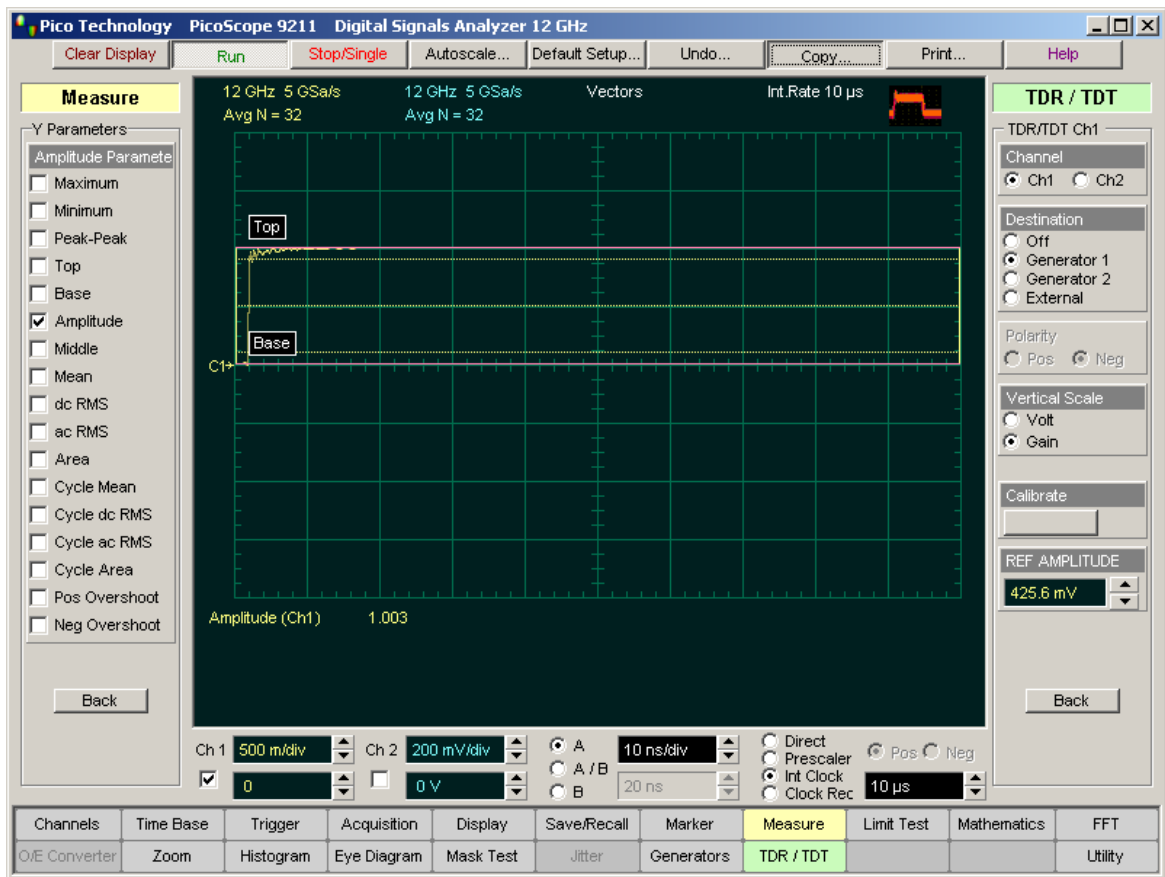 Pico Technology PicoScope 9211 Digital Signals Analyzer 12 GHz
Clear Display Run Stop/Single Autoscale... Default Setup... Undo... Copy... Print... Help
Measure
Y Parameters
Amplitude Paramete
Maximum
Minimum
Peak-Peak
Top
Base
Amplitude
Middle
Mean
dc RMS
ac RMS
Area
Cycle Mean
Cycle dc RMS
Cycle ac RMS
Cycle Area
Pos Overshoot
Neg Overshoot
Back
12 GHz 5 GSa/s 12 GHz 5 GSa/s Vectors Int.Rate 10 µs
Avg N = 32 Avg N = 32
Top
Base
C1
Amplitude (Ch1) 1.003
TDR / TDT
TDR/TDT Ch1
Channel
Ch1 Ch2
Destination
Off
Generator 1
Generator 2
External
Polarity
Pos Neg
Vertical Scale
Volt
Gain
Calibrate
REF AMPLITUDE
425.6 mV
Back
Ch 1 500 m/div Ch 2 200 mV/div A 10 ns/div Direct Pos Neg
Prescaler
0 0 V A / B 20 ns Int Clock 10 µs
B Clock Rec
Channels Time Base Trigger Acquisition Display Save/Recall Marker Measure Limit Test Mathematics FFT
O/E Converter Zoom Histogram Eye Diagram Mask Test Jitter Generators TDR / TDT Utility